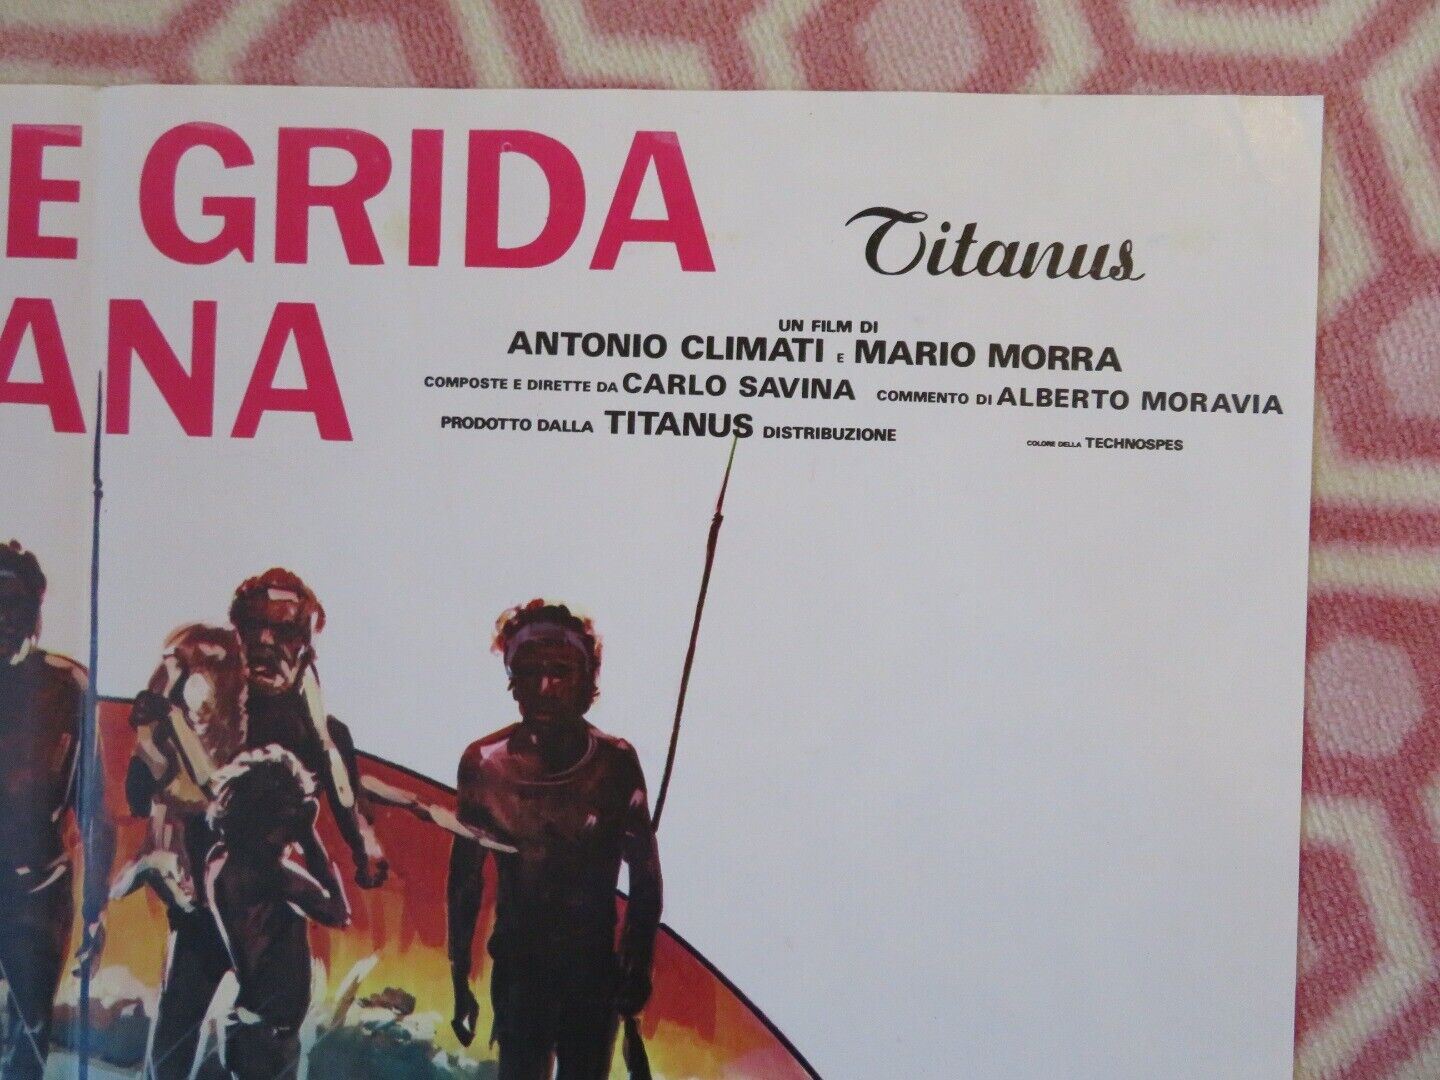 E GRIDA
ANA
Titanus
UN FILM DI
ANTONIO CLIMATI E MARIO MORRA
COMPOSTE E DIRETTE DA CARLO SAVINA COMMENTO DI ALBERTO MORAVIA
PRODOTTO DALLA TITANUS DISTRIBUZIONE COLORE DELLA TECHNOSPES